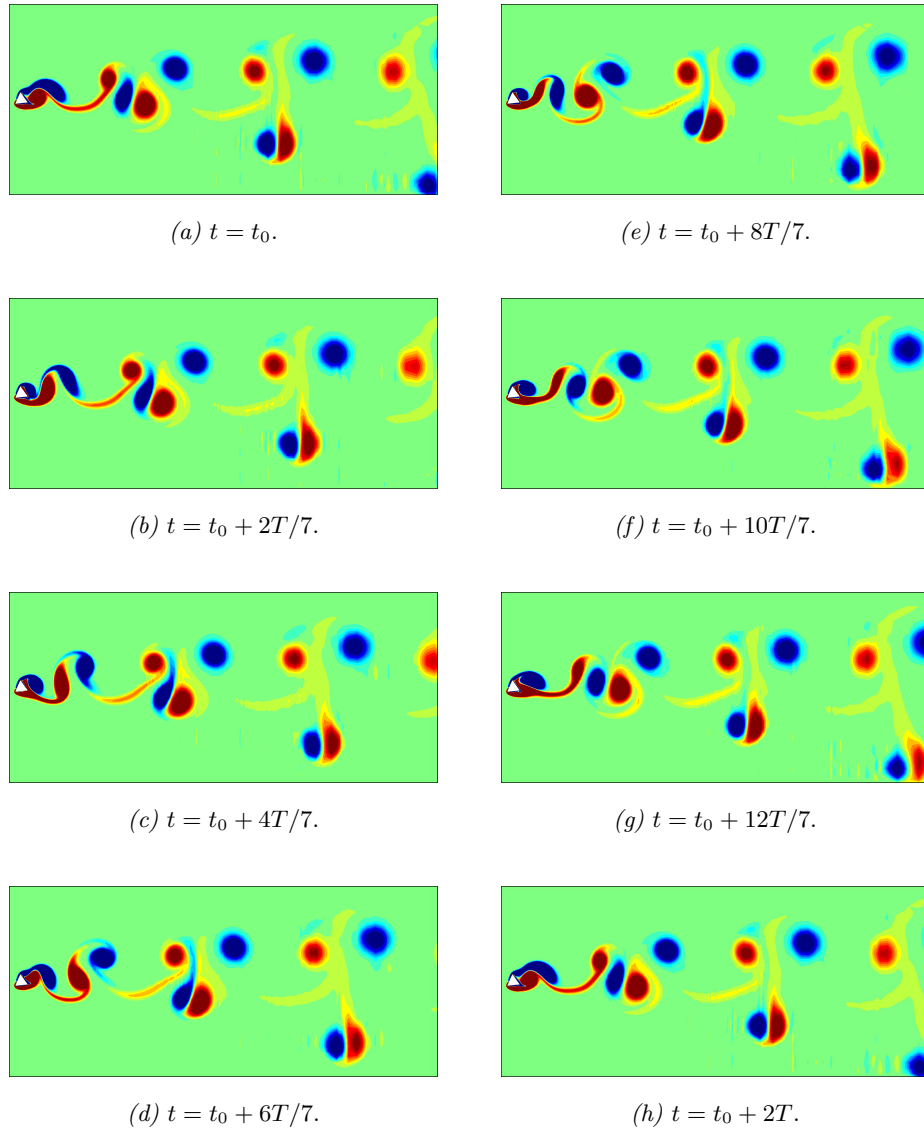 (a) t = t₀.
(e) t = t₀ + 8T/7.
(b) t = t₀ + 2T/7.
(f) t = t₀ + 10T/7.
(c) t = t₀ + 4T/7.
(g) t = t₀ + 12T/7.
(d) t = t₀ + 6T/7.
(h) t = t₀ + 2T.